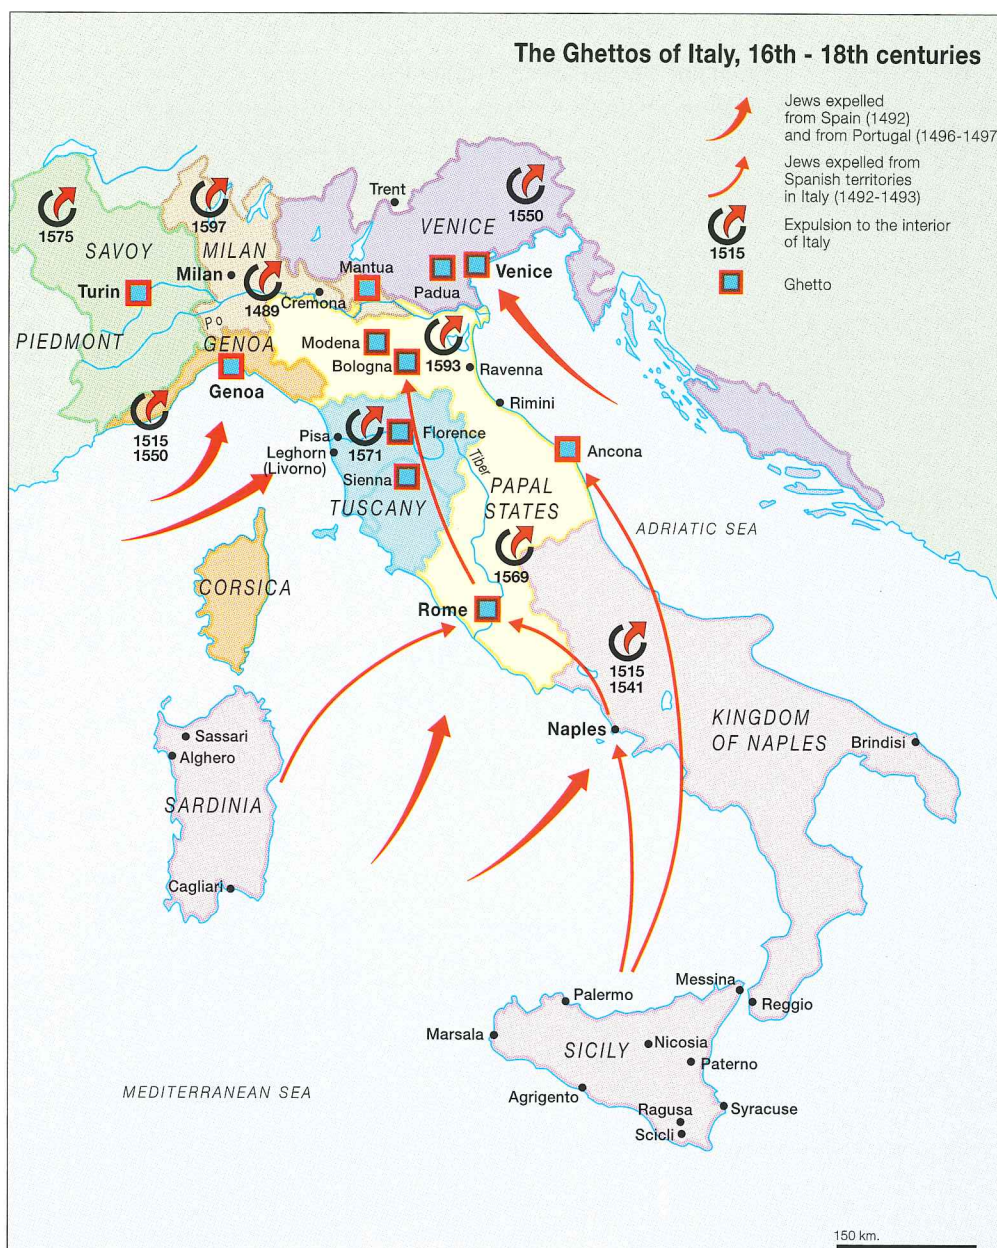 The Ghettos of Italy, 16th - 18th centuries
Jews expelled
from Spain (1492)
and from Portugal (1496-1497
Jews expelled from
Spanish territories
in Italy (1492-1493)
1515
Expulsion to the interior
of Italy
Ghetto
1575
1597
Trent
1550
SAVOY
MILAN
VENICE
Milan
Mantua
Venice
Turin
1489
Cremona
Padua
Po
PIEDMONT
GENOA
Modena
Bologna
1593
Ravenna
Genoa
Rimini
1515
1550
Pisa
Leghorn
(Livorno)
1571
Florence
Ancona
Sienna
Tiber
TUSCANY
PAPAL
STATES
ADRIATIC SEA
1569
CORSICA
Rome
1515
1541
Naples
KINGDOM
OF NAPLES
Brindisi
Sassari
Alghero
SARDINIA
Cagliari
Messina
Palermo
Reggio
Marsala
SICILY
Nicosia
Paterno
MEDITERRANEAN SEA
Agrigento
Ragusa
Syracuse
Scicli
150 km.